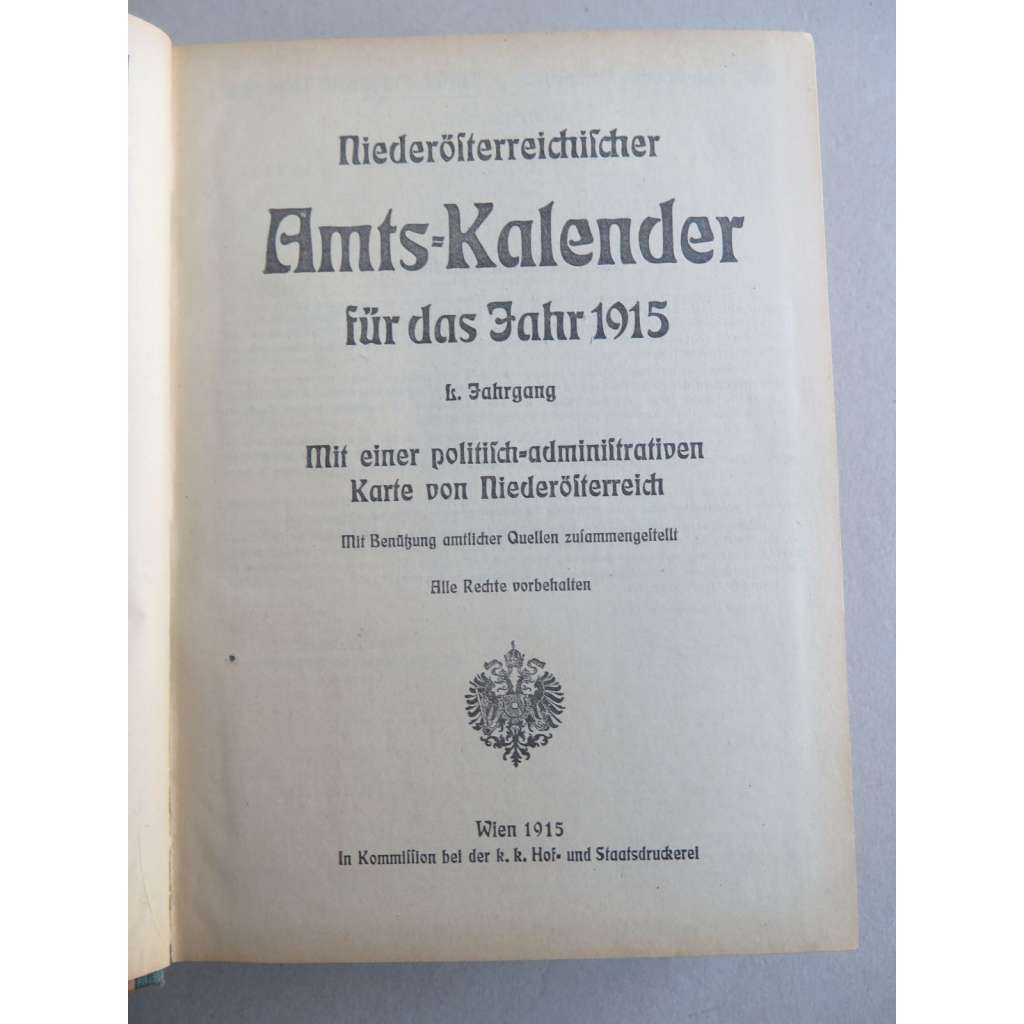 Niederöſterreichiſcher
Amts-Kalender
für das Jahr 1915
L. Jahrgang
Mit einer politiſch-adminiſtrativen
Karte von Niederöſterreich
Mit Benützung amtlicher Quellen zuſammengeſtellt
Alle Rechte vorbehalten
Wien 1915
In Kommiſſion bei der k. k. Hof- und Staatsdruckerei